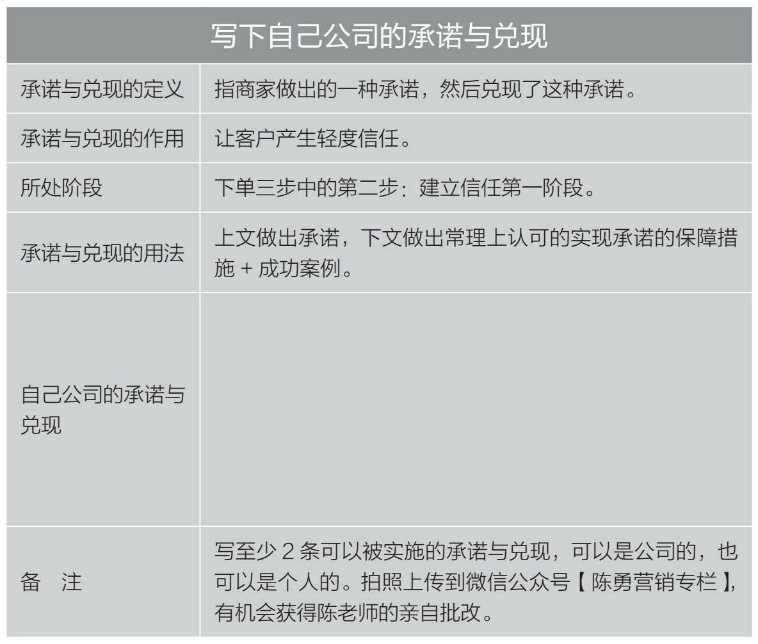 写下自己公司的承诺与兑现
承诺与兑现的定义
指商家做出的一种承诺，然后兑现了这种承诺。
承诺与兑现的作用
让客户产生轻度信任。
所处阶段
下单三步中的第二步：建立信任第一阶段。
承诺与兑现的用法
上文做出承诺，下文做出常理上认可的实现承诺的保障措
施 + 成功案例。
自己公司的承诺与
兑现
备 注
写至少 2 条可以被实施的承诺与兑现，可以是公司的，也
可以是个人的。拍照上传到微信公众号【陈勇营销专栏】，
有机会获得陈老师的亲自批改。